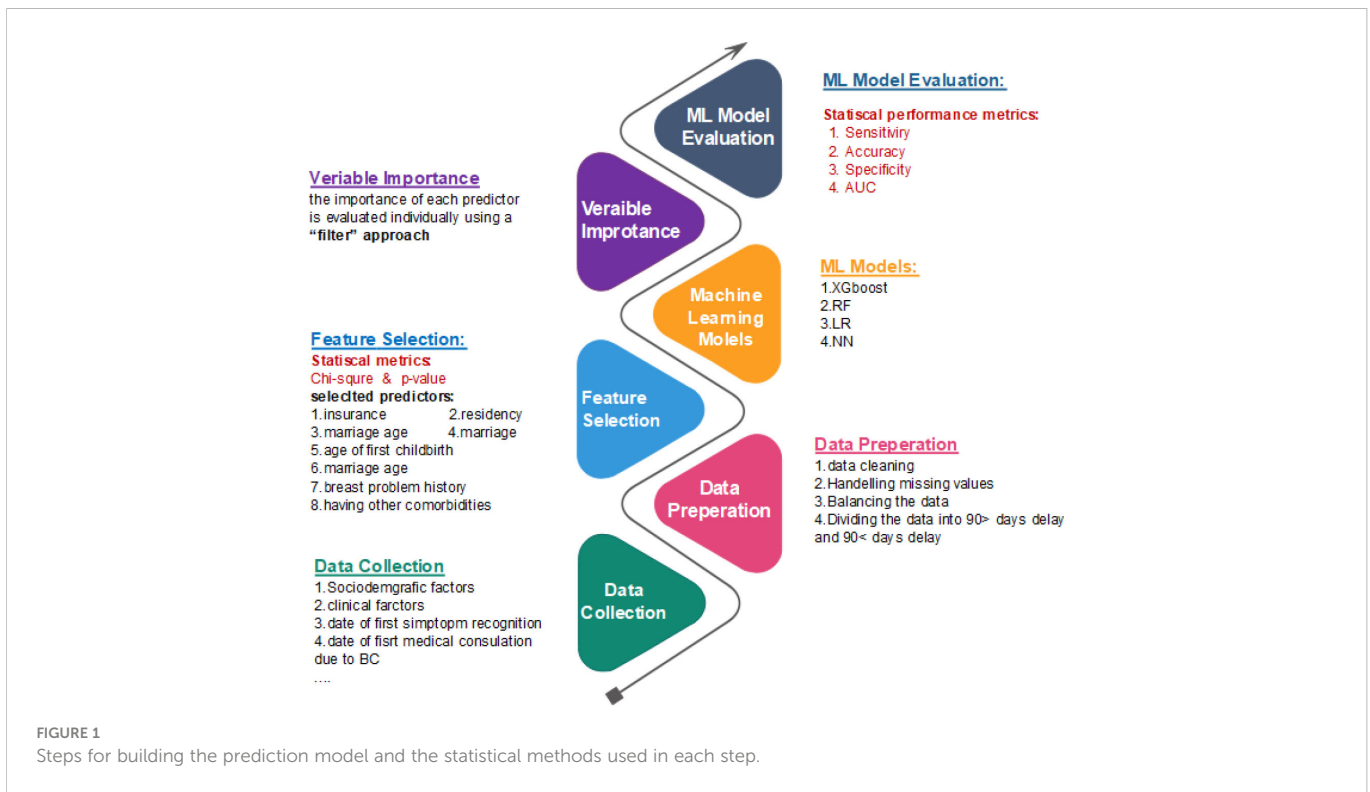 ML Model
Evaluation
ML Model Evaluation:
Statiscal performance metrics:
1. Sensitiviry
2. Accuracy
3. Specificity
4. AUC
Veriable Importance
the importance of each predictor
is evaluated individually using a
“filter” approach
Veraible
Improtance
Machine
Learning
Molels
ML Models:
1.XGboost
2.RF
3.LR
4.NN
Feature Selection:
Statiscal metrics:
Chi-squre & p-value
seleclted predictors:
1.insurance 2.residency
3.marriage age 4.marriage
5.age of first childbirth
6.marriage age
7.breast problem history
8.having other comorbidities
Feature
Selection
Data
Preperation
Data Preperation
1.data cleaning
2.Handelling missing values
3.Balancing the data
4.Dividing the data into 90> days delay
and 90< days delay
Data Collection
1.Sociodemgrafic factors
2.clinical farctors
3.date of first simptopm recognition
4.date of fisrt medical consulation
due to BC
....
Data
Collection
FIGURE 1
Steps for building the prediction model and the statistical methods used in each step.